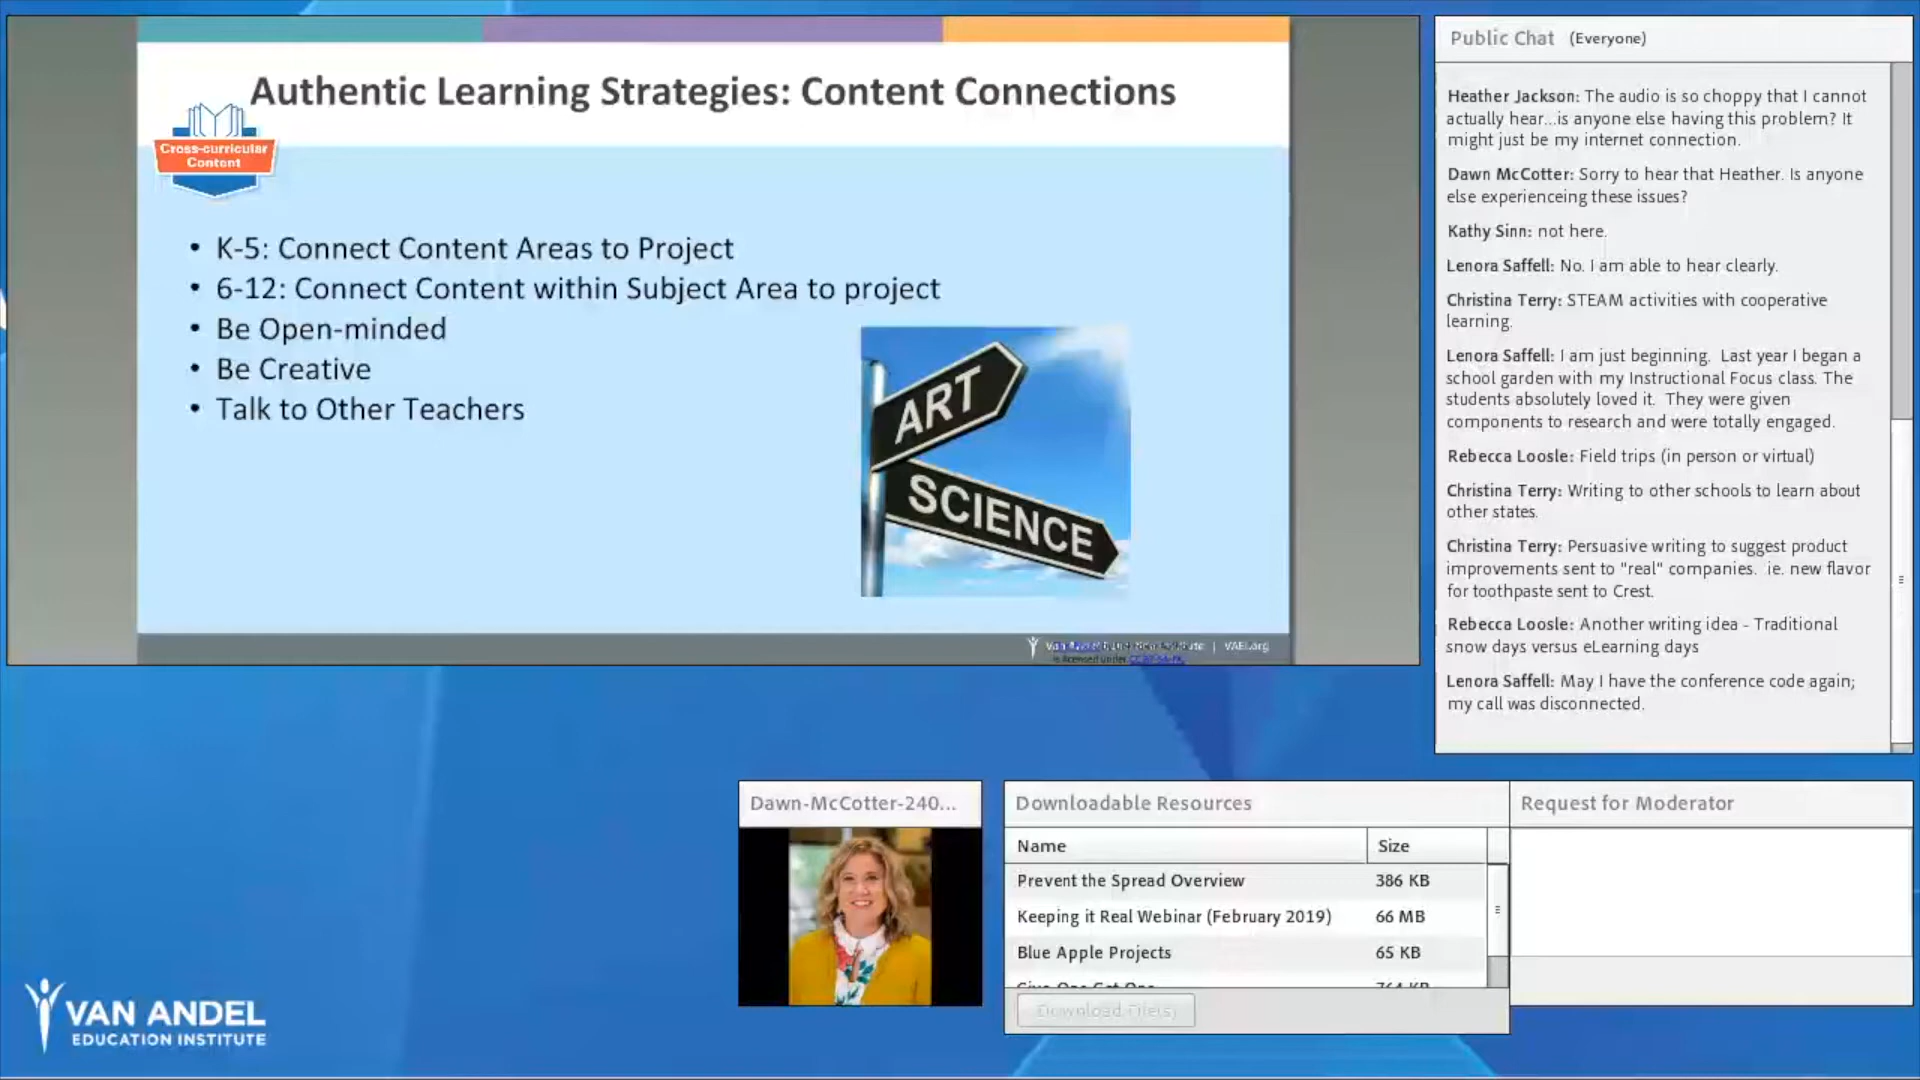 Authentic Learning Strategies: Content Connections
Cross-curricular
Content
• K-5: Connect Content Areas to Project
• 6-12: Connect Content within Subject Area to project
• Be Open-minded
• Be Creative
• Talk to Other Teachers
ART
SCIENCE
| VAEI.org
is licensed under
Public Chat (Everyone)
Heather Jackson: The audio is so choppy that I cannot
actually hear...is anyone else having this problem? It
might just be my internet connection.
Dawn McCotter: Sorry to hear that Heather. Is anyone
else experienceing these issues?
Kathy Sinn: not here.
Lenora Saffell: No. I am able to hear clearly.
Christina Terry: STEAM activities with cooperative
learning.
Lenora Saffell: I am just beginning. Last year I began a
school garden with my Instructional Focus class. The
students absolutely loved it. They were given
components to research and were totally engaged.
Rebecca Loosle: Field trips (in person or virtual)
Christina Terry: Writing to other schools to learn about
other states.
Christina Terry: Persuasive writing to suggest product
improvements sent to "real" companies. ie. new flavor
for toothpaste sent to Crest.
Rebecca Loosle: Another writing idea - Traditional
snow days versus eLearning days
Lenora Saffell: May I have the conference code again;
my call was disconnected.
Dawn-McCotter-240...
Downloadable Resources
Name Size
Prevent the Spread Overview 386 KB
Keeping it Real Webinar (February 2019) 66 MB
Blue Apple Projects 65 KB
Give One Get One 764 KB
Download File(s)
Request for Moderator
VAN ANDEL
EDUCATION INSTITUTE